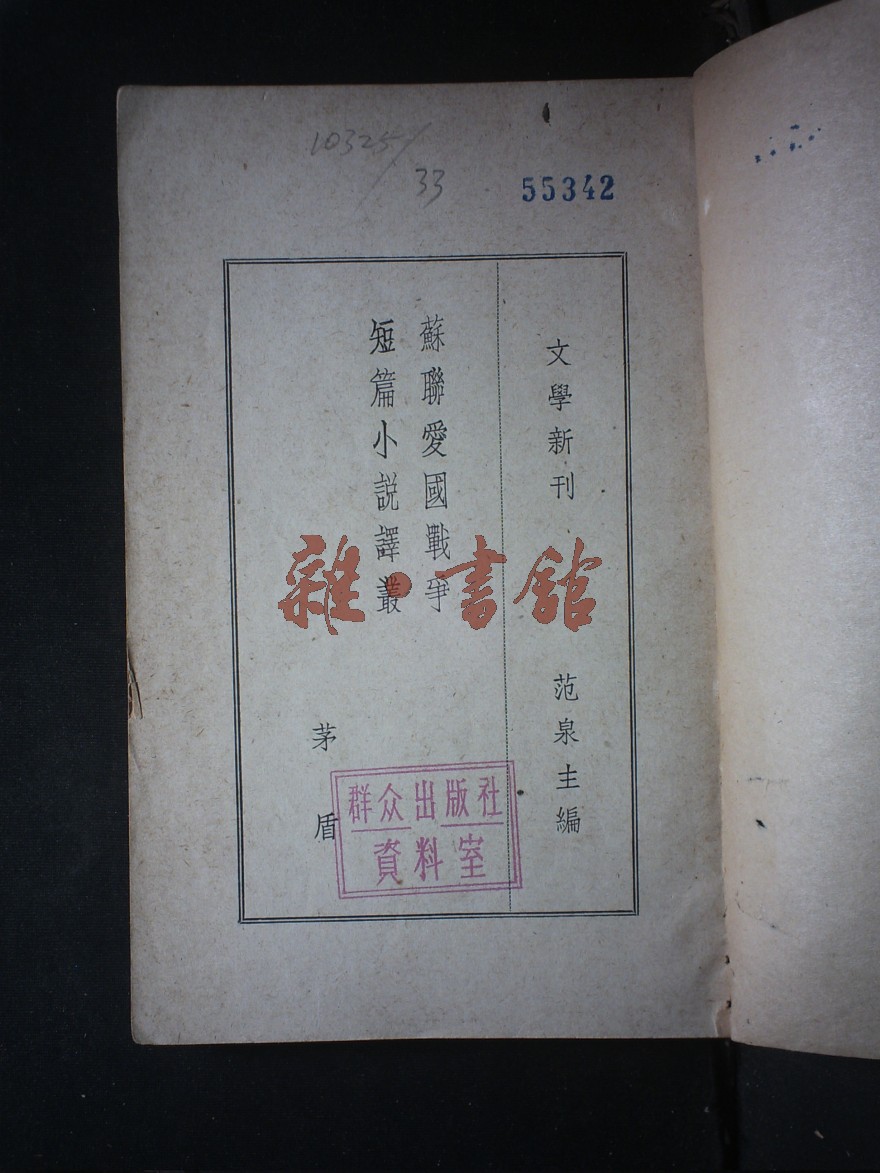 10325/33
55342
文學新刊
范泉主編
蘇聯愛國戰爭
短篇小説譯叢
茅盾
雜·書館
群众出版社
資料室